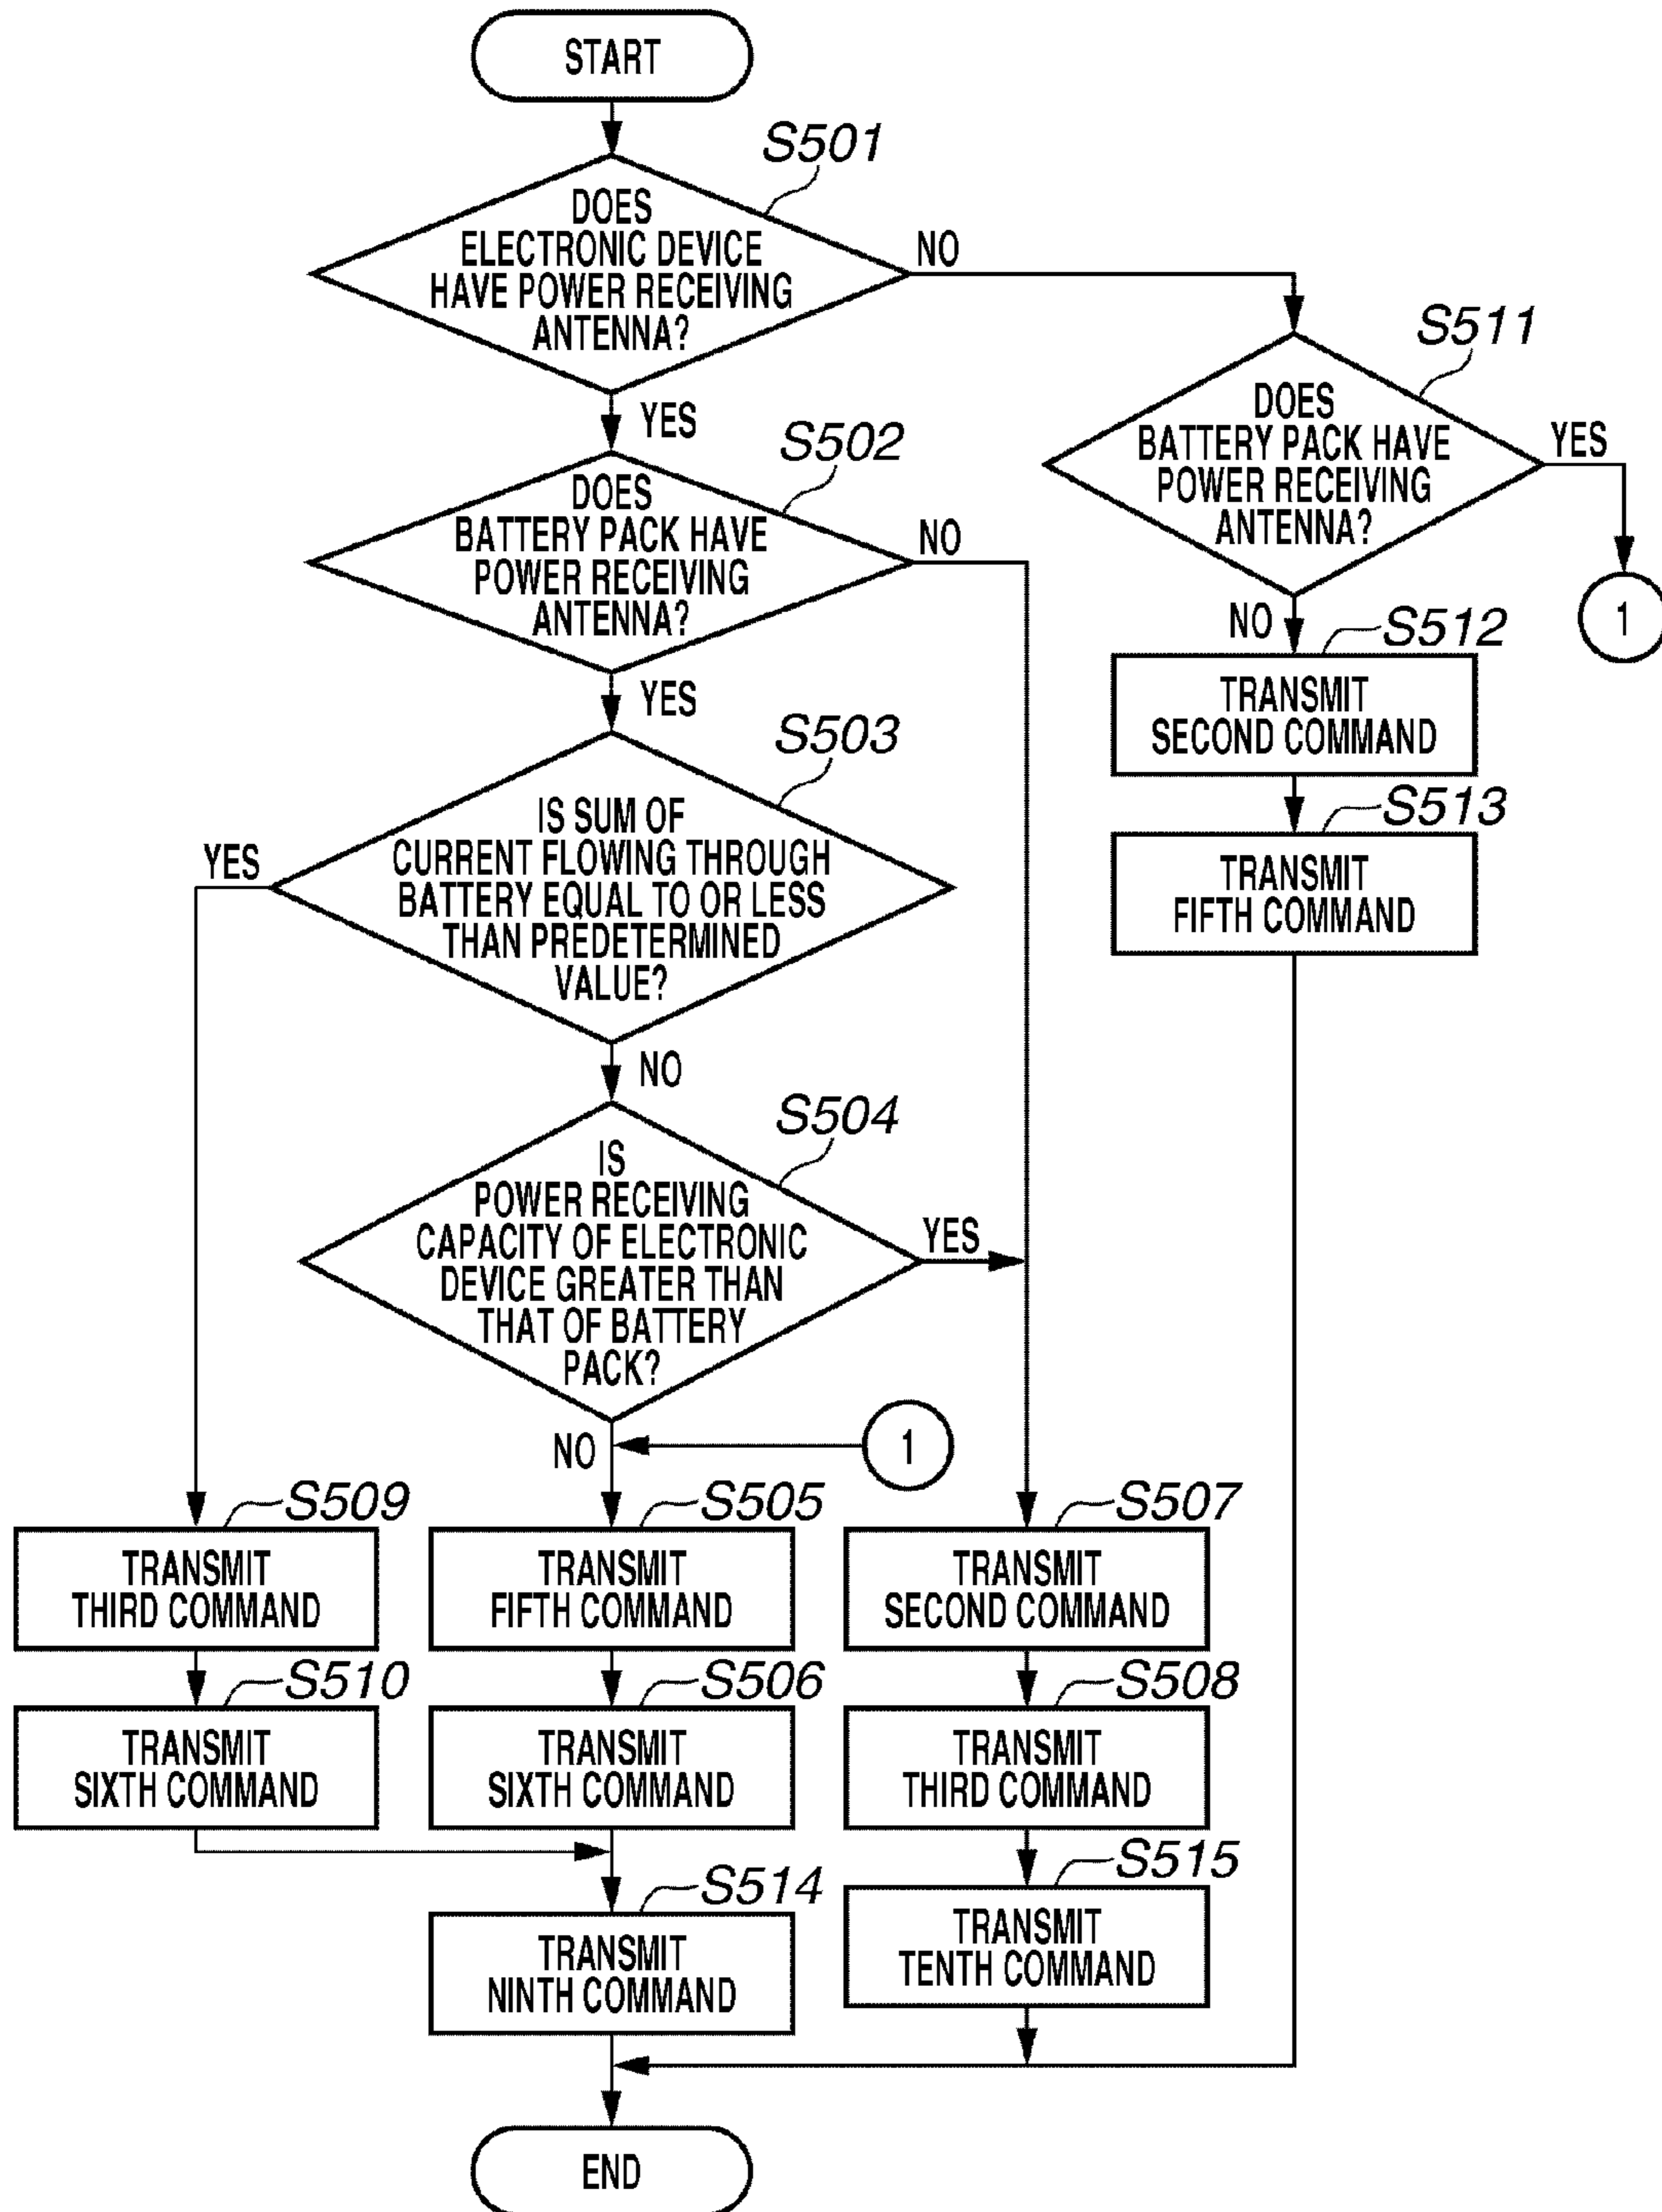 START
S501
DOES
ELECTRONIC DEVICE
HAVE POWER RECEIVING
ANTENNA?
NO
YES
S511
DOES
BATTERY PACK HAVE
POWER RECEIVING
ANTENNA?
YES
1
NO
S502
DOES
BATTERY PACK HAVE
POWER RECEIVING
ANTENNA?
NO
YES
S512
TRANSMIT
SECOND COMMAND
S513
TRANSMIT
FIFTH COMMAND
S503
IS SUM OF
CURRENT FLOWING THROUGH
BATTERY EQUAL TO OR LESS
THAN PREDETERMINED
VALUE?
YES
NO
S504
IS
POWER RECEIVING
CAPACITY OF ELECTRONIC
DEVICE GREATER THAN
THAT OF BATTERY
PACK?
YES
NO
1
S509
TRANSMIT
THIRD COMMAND
S505
TRANSMIT
FIFTH COMMAND
S507
TRANSMIT
SECOND COMMAND
S510
TRANSMIT
SIXTH COMMAND
S506
TRANSMIT
SIXTH COMMAND
S508
TRANSMIT
THIRD COMMAND
S514
TRANSMIT
NINTH COMMAND
S515
TRANSMIT
TENTH COMMAND
END